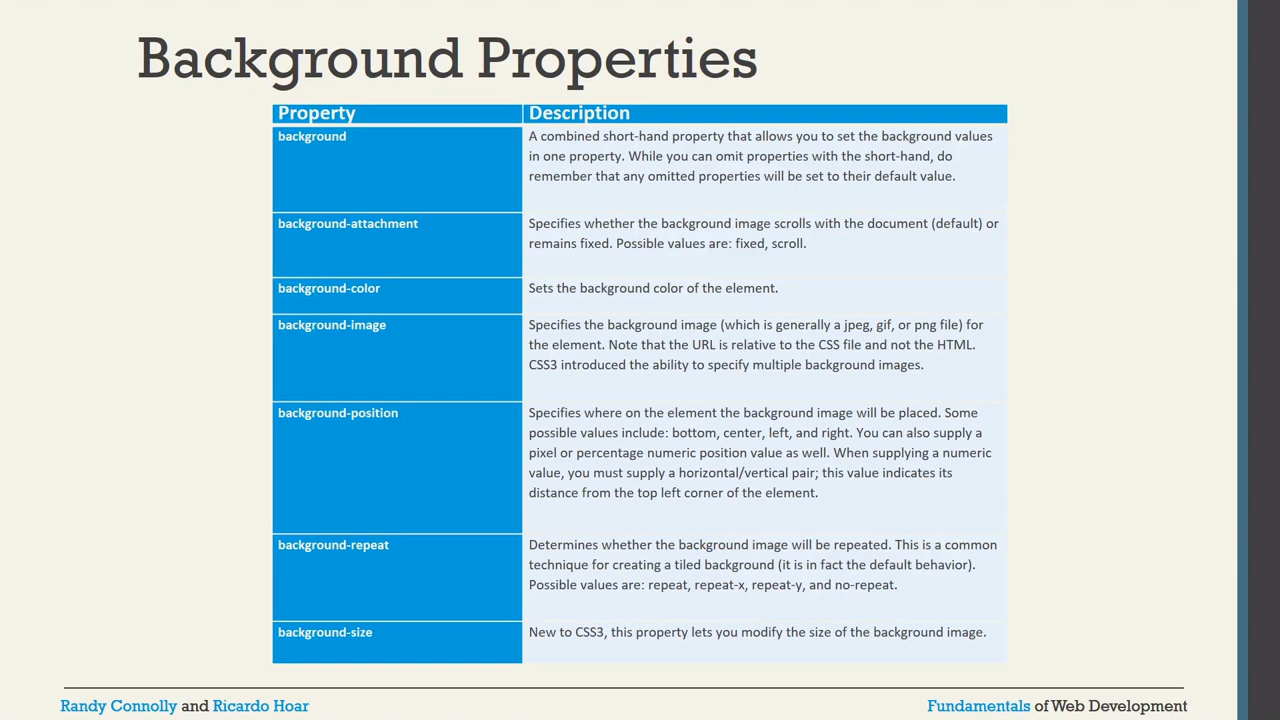 Background Properties
Property Description
background
A combined short-hand property that allows you to set the background values
in one property. While you can omit properties with the short-hand, do
remember that any omitted properties will be set to their default value.
background-attachment
Specifies whether the background image scrolls with the document (default) or
remains fixed. Possible values are: fixed, scroll.
background-color
Sets the background color of the element.
background-image
Specifies the background image (which is generally a jpeg, gif, or png file) for
the element. Note that the URL is relative to the CSS file and not the HTML.
CSS3 introduced the ability to specify multiple background images.
background-position
Specifies where on the element the background image will be placed. Some
possible values include: bottom, center, left, and right. You can also supply a
pixel or percentage numeric position value as well. When supplying a numeric
value, you must supply a horizontal/vertical pair; this value indicates its
distance from the top left corner of the element.
background-repeat
Determines whether the background image will be repeated. This is a common
technique for creating a tiled background (it is in fact the default behavior).
Possible values are: repeat, repeat-x, repeat-y, and no-repeat.
background-size
New to CSS3, this property lets you modify the size of the background image.
Randy Connolly and Ricardo Hoar
Fundamentals of Web Development